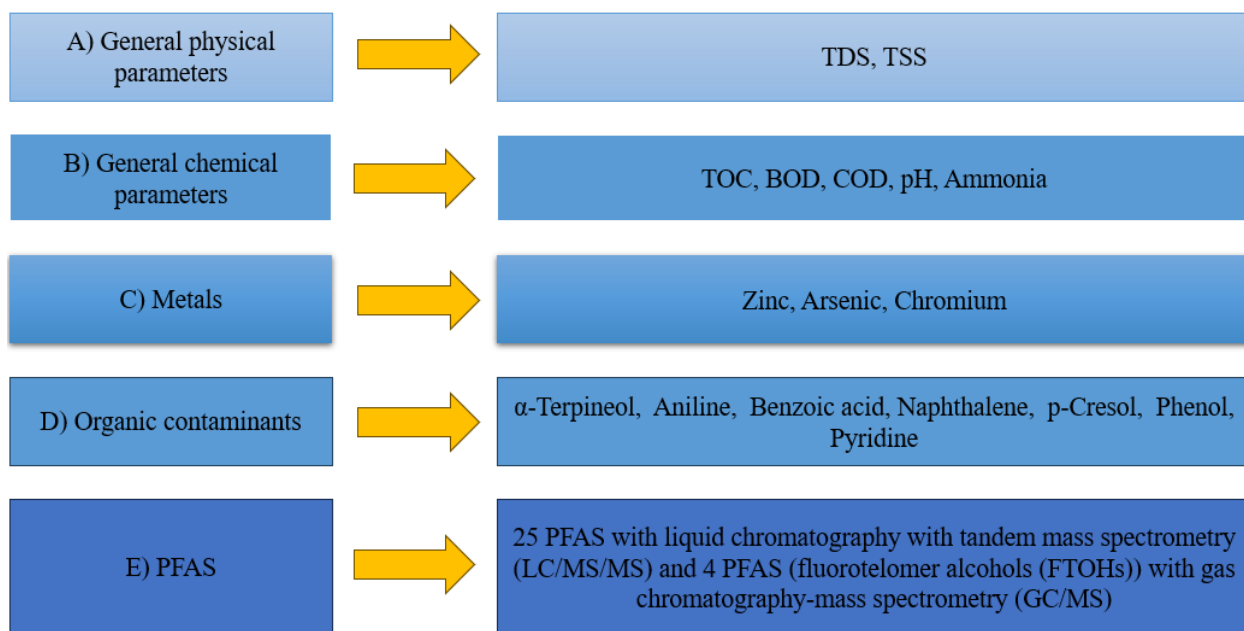 A) General physical
parameters
TDS, TSS
B) General chemical
parameters
TOC, BOD, COD, pH, Ammonia
C) Metals
Zinc, Arsenic, Chromium
D) Organic contaminants
α-Terpineol, Aniline, Benzoic acid, Naphthalene, p-Cresol, Phenol,
Pyridine
E) PFAS
25 PFAS with liquid chromatography with tandem mass spectrometry
(LC/MS/MS) and 4 PFAS (fluorotelomer alcohols (FTOHs)) with gas
chromatography-mass spectrometry (GC/MS)